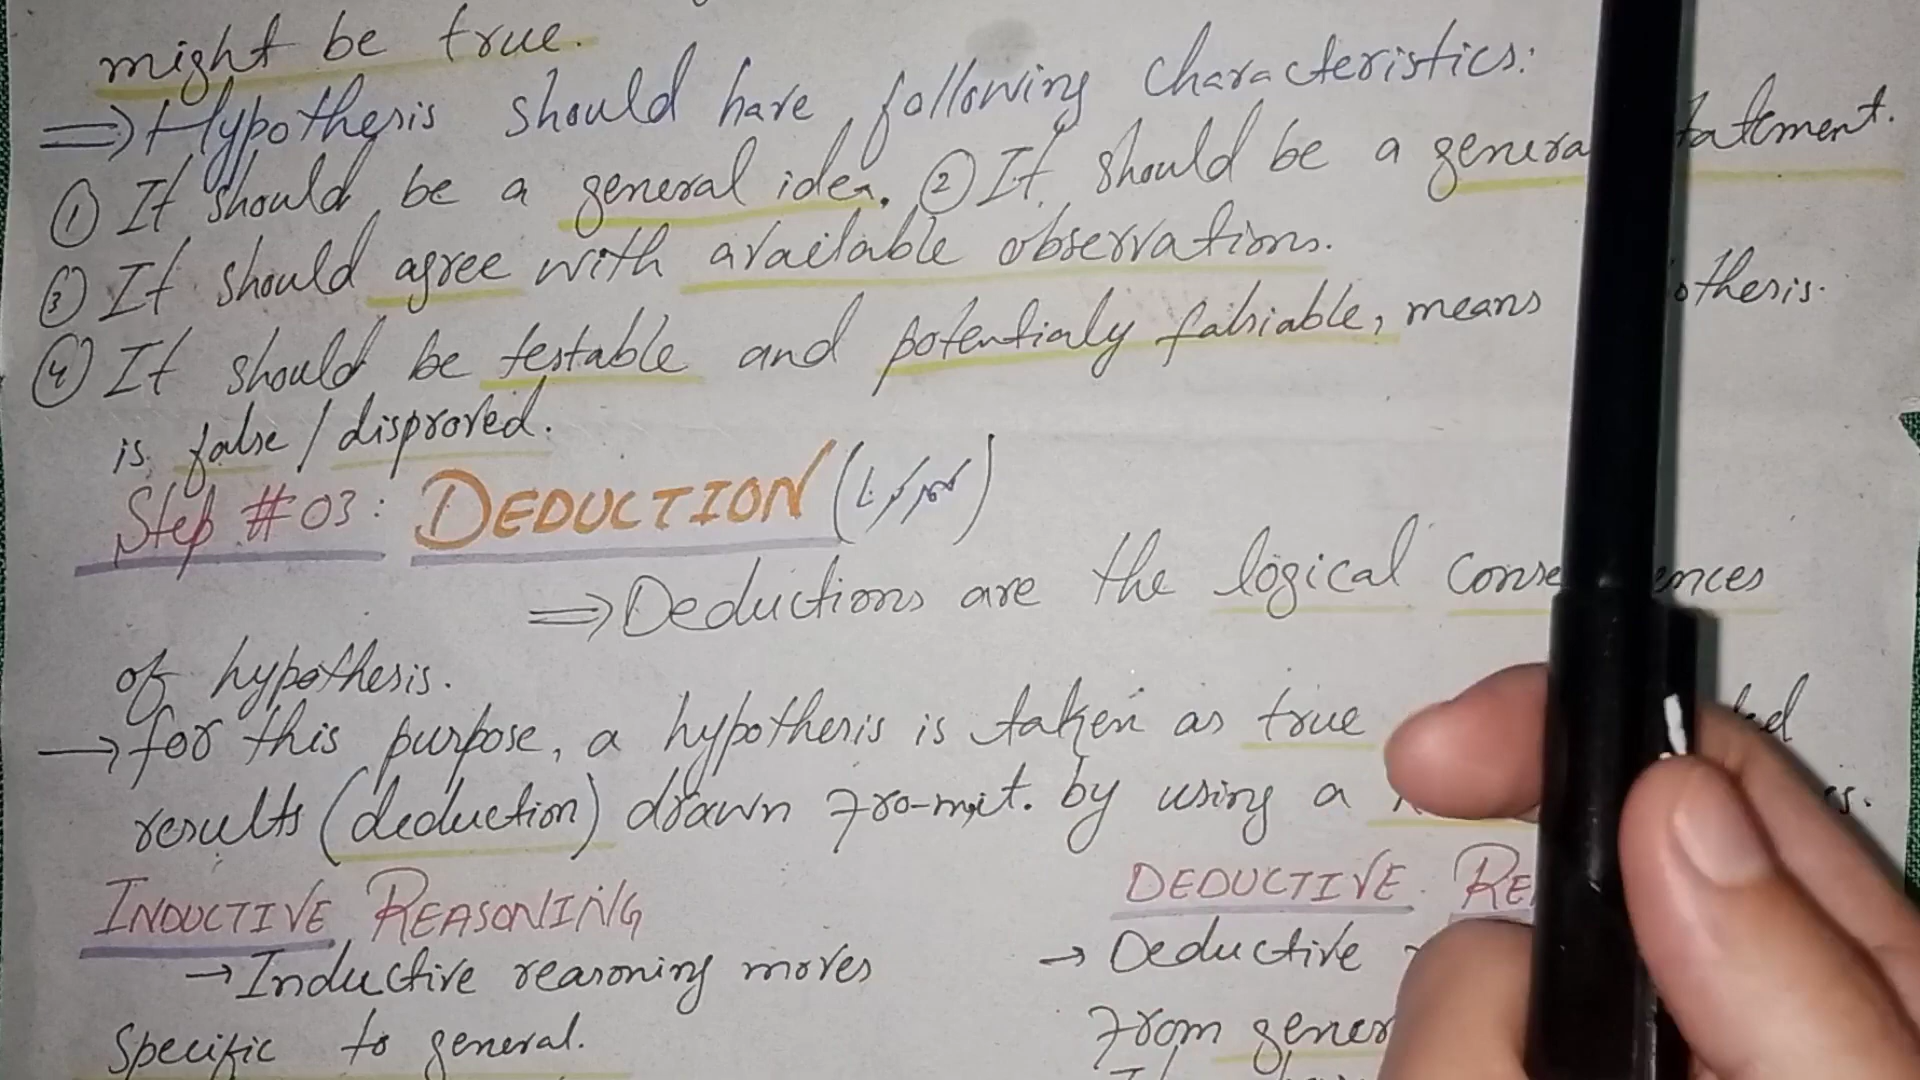 might be true.
⇒ Hypothesis should have following characteristics:
① It should be a general idea. ② It should be a genera tatement.
③ It should agree with available observations.
④ It should be testable and potentialy falsiable, means othesis.
is false / disproved.
Step #03: DEDUCTION
⇒ Deductions are the logical conse ences
of hypothesis.
→ for this purpose, a hypothesis is taken as true
results (deduction) drawn from it. by using a
INDUCTIVE REASONING DEDUCTIVE RE
→ Inductive reasoning moves → Deductive
Specific to general. From gener